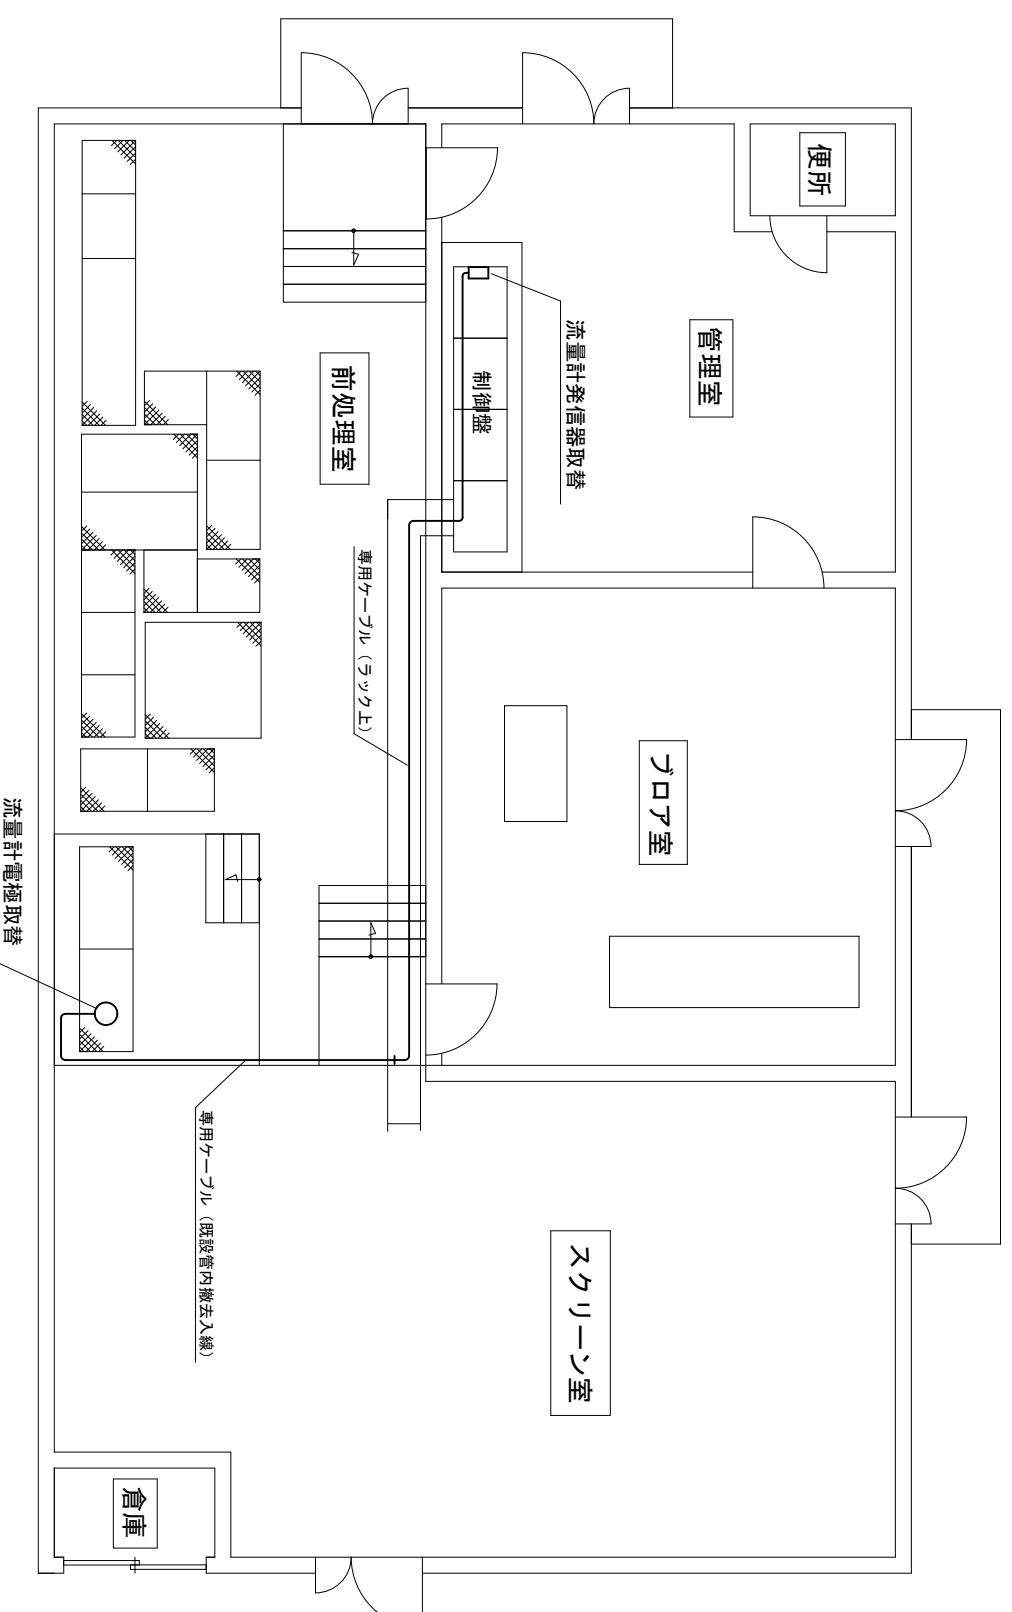 便所
管理室
流量計発信器取替
制御盤
前処理室
専用ケーブル（ラック上）
ブロア室
流量計電極取替
専用ケーブル（既設管内撤去入線）
スクリーン室
倉庫